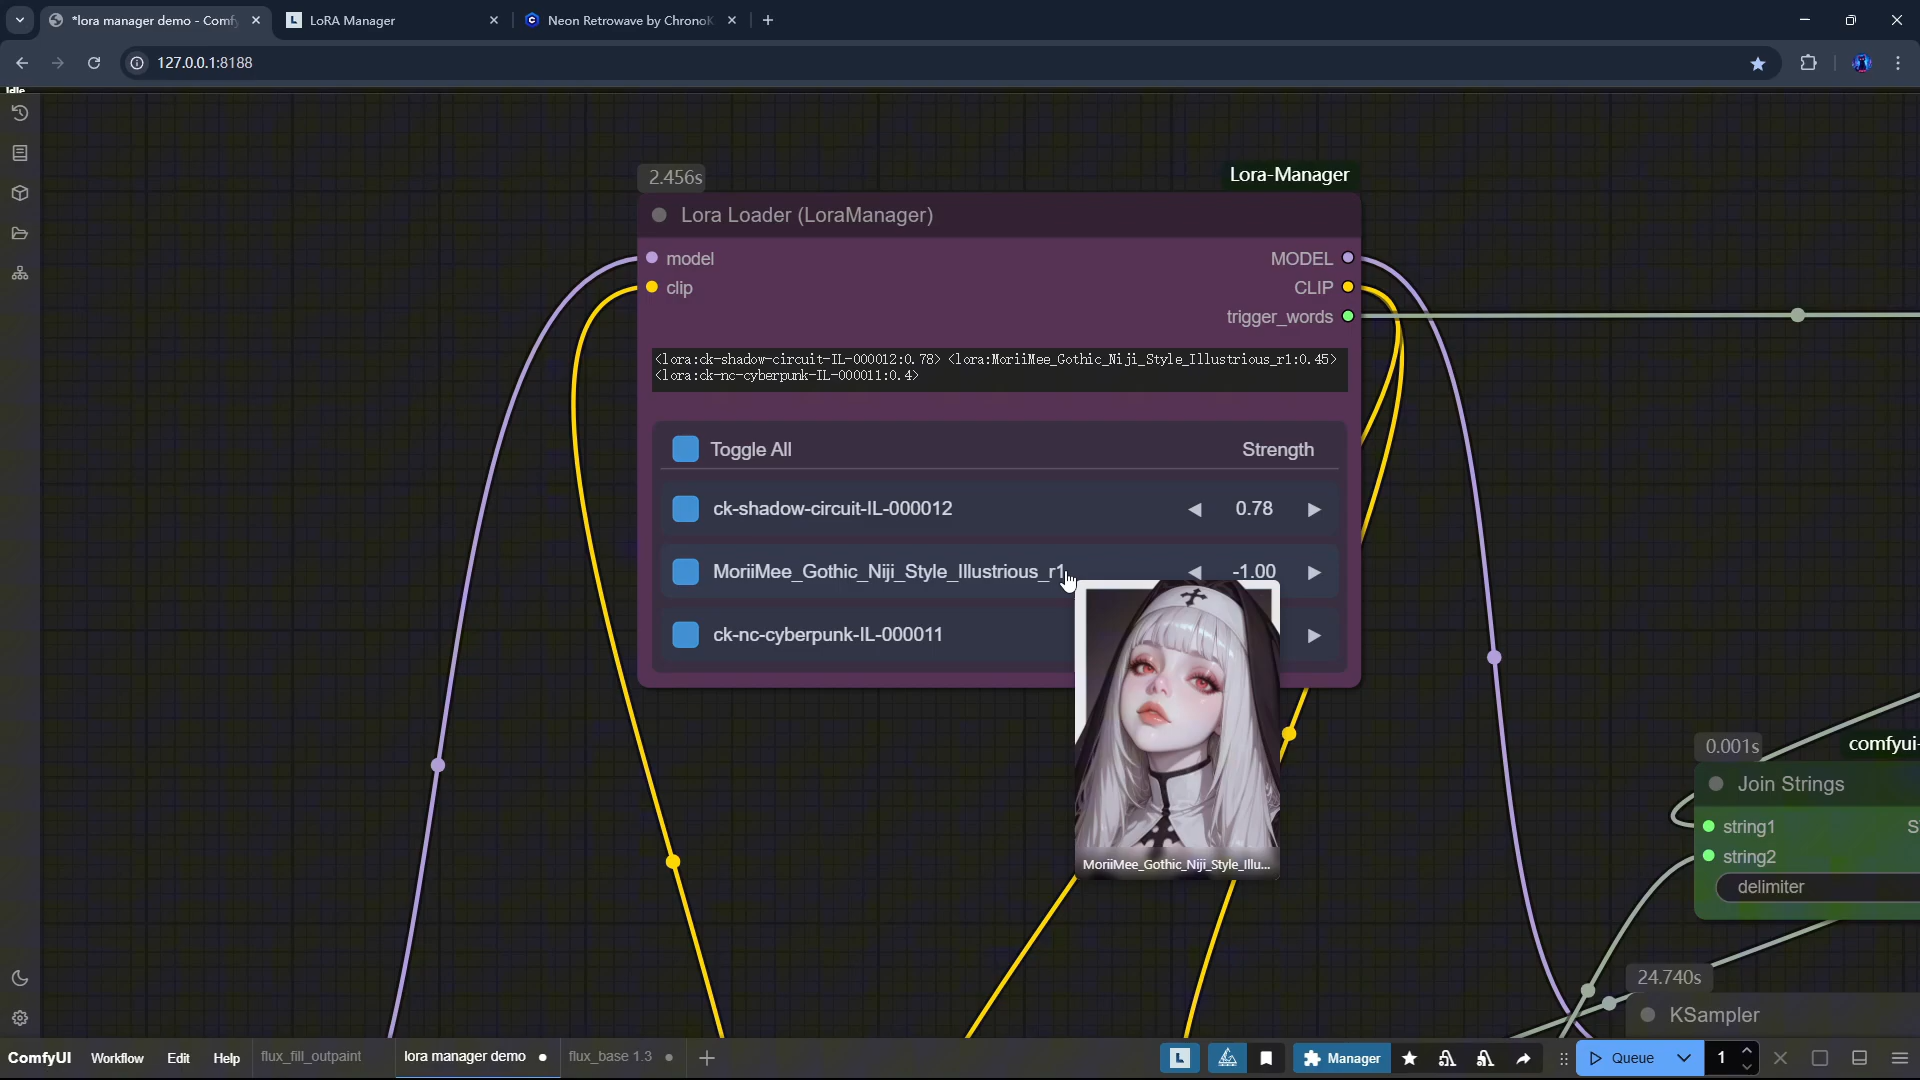 *lora manager demo - Comf
LoRA Manager
Neon Retrowave by ChronoK
127.0.0.1:8188
Idle
2.456s
Lora-Manager
Lora Loader (LoraManager)
model
MODEL
clip
CLIP
trigger_words
<lora:ck-shadow-circuit-IL-000012:0.78> <lora:MoriiMee_Gothic_Niji_Style_Illustrious_r1:0.45>
<lora:ck-nc-cyberpunk-IL-000011:0.4>
Toggle All
Strength
ck-shadow-circuit-IL-000012
0.78
MoriiMee_Gothic_Niji_Style_Illustrious_r1
-1.00
ck-nc-cyberpunk-IL-000011
MoriiMee_Gothic_Niji_Style_Illu...
0.001s
comfyui-
Join Strings
string1
S
string2
delimiter
24.740s
KSampler
ComfyUI
Workflow
Edit
Help
flux_fill_outpaint
lora manager demo
flux_base 1.3
L
Manager
Queue
1